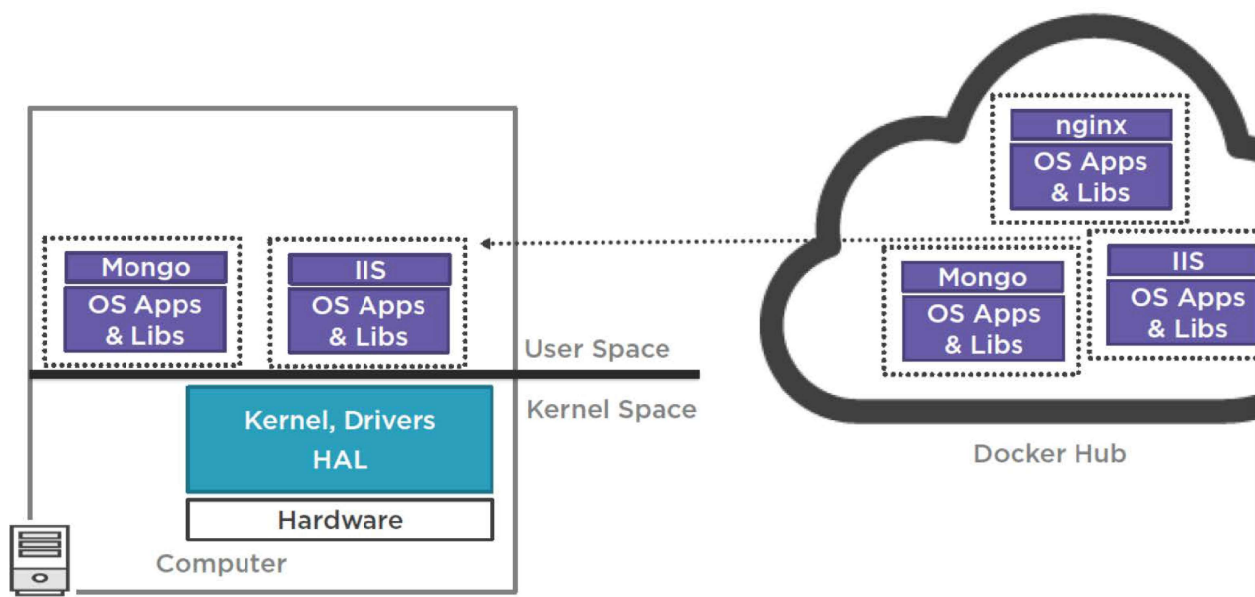 Mongo
OS Apps
& Libs
IIS
OS Apps
& Libs
User Space
Kernel Space
Kernel, Drivers
HAL
Hardware
Computer
nginx
OS Apps
& Libs
Mongo
OS Apps
& Libs
IIS
OS Apps
& Libs
Docker Hub